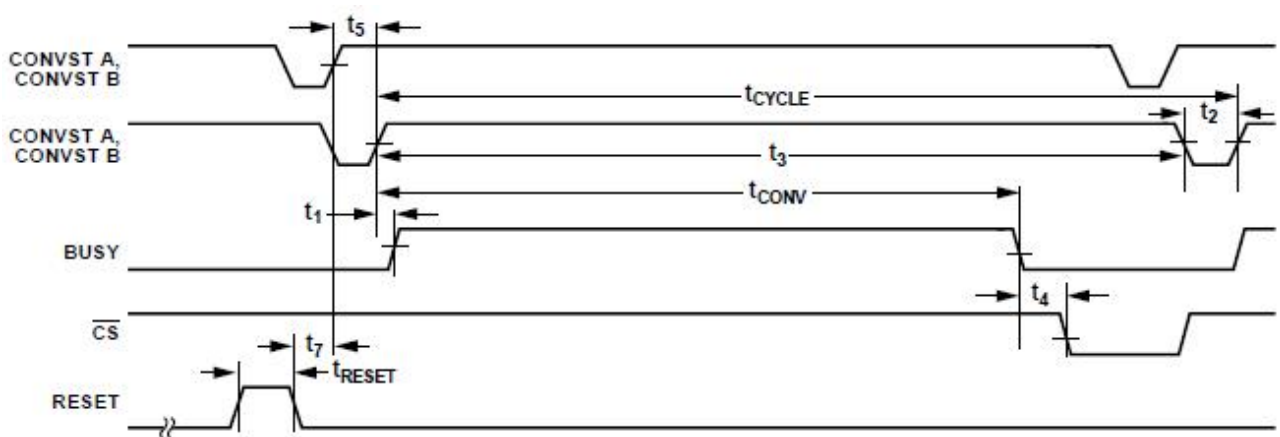 t5
CONVST A,
CONVST B
tCYCLE
t2
CONVST A,
CONVST B
t3
tCONV
t1
BUSY
t4
CS
t7
tRESET
RESET